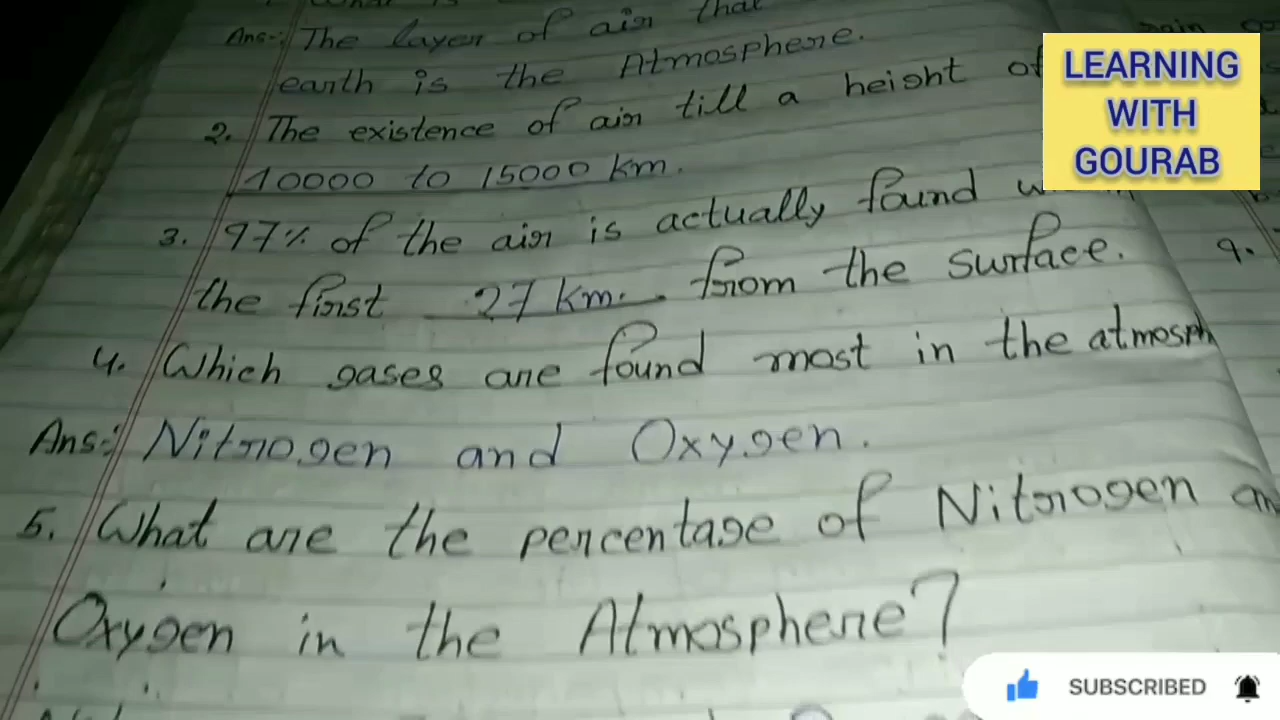 Ans:- The layer of air that
earth is the Atmosphere.
2. The existence of air till a height of
10000 to 15000 km.
3. 97% of the air is actually found
the first 27 km. from the surface.
4. Which gases are found most in the atmosph
Ans:- Nitrogen and Oxygen.
5. What are the percentage of Nitrogen an
Oxygen in the Atmosphere?
9.
LEARNING
WITH
GOURAB
SUBSCRIBED